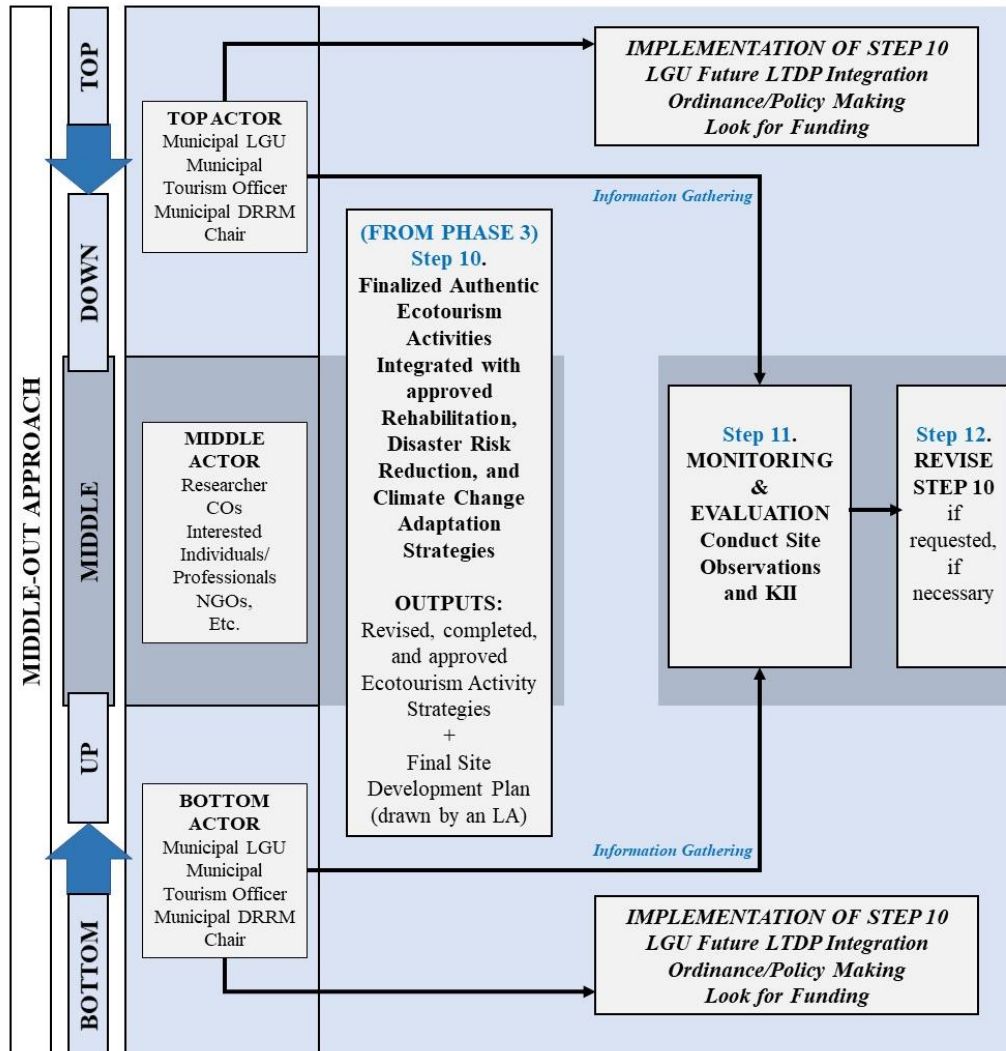 MIDDLE-OUT APPROACH
TOP
DOWN
MIDDLE
UP
BOTTOM
TOP ACTOR
Municipal LGU
Municipal
Tourism Officer
Municipal DRRM
Chair
IMPLEMENTATION OF STEP 10
LGU Future LTDP Integration
Ordinance/Policy Making
Look for Funding
Information Gathering
MIDDLE
ACTOR
Researcher
COs
Interested
Individuals/
Professionals
NGOs,
Etc.
(FROM PHASE 3)
Step 10.
Finalized Authentic
Ecotourism
Activities
Integrated with
approved
Rehabilitation,
Disaster Risk
Reduction, and
Climate Change
Adaptation
Strategies
OUTPUTS:
Revised, completed,
and approved
Ecotourism Activity
Strategies
+
Final Site
Development Plan
(drawn by an LA)
Step 11.
MONITORING
&
EVALUATION
Conduct Site
Observations
and KII
Step 12.
REVISE
STEP 10
if
requested,
if
necessary
BOTTOM
ACTOR
Municipal LGU
Municipal
Tourism Officer
Municipal DRRM
Chair
Information Gathering
IMPLEMENTATION OF STEP 10
LGU Future LTDP Integration
Ordinance/Policy Making
Look for Funding